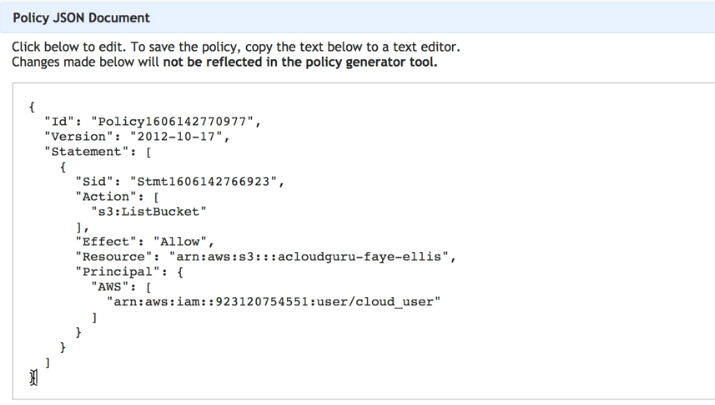 Policy JSON Document
Click below to edit. To save the policy, copy the text below to a text editor.
Changes made below will not be reflected in the policy generator tool.
{
  "Id": "Policy1606142770977",
  "Version": "2012-10-17",
  "Statement": [
    {
      "Sid": "Stmt1606142766923",
      "Action": [
        "s3:ListBucket"
      ],
      "Effect": "Allow",
      "Resource": "arn:aws:s3:::acloudguru-faye-ellis",
      "Principal": {
        "AWS": [
          "arn:aws:iam::923120754551:user/cloud_user"
        ]
      }
    }
  ]
}